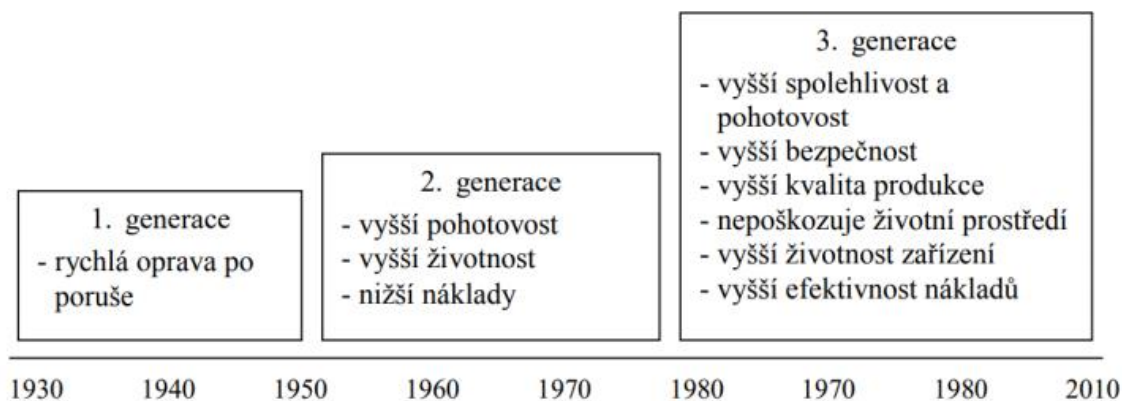 1. generace
- rychlá oprava po
poruše
2. generace
- vyšší pohotovost
- vyšší životnost
- nižší náklady
3. generace
- vyšší spolehlivost a
pohotovost
- vyšší bezpečnost
- vyšší kvalita produkce
- nepoškozuje životní prostředí
- vyšší životnost zařízení
- vyšší efektivnost nákladů
1930 1940 1950 1960 1970 1980 1970 1980 2010